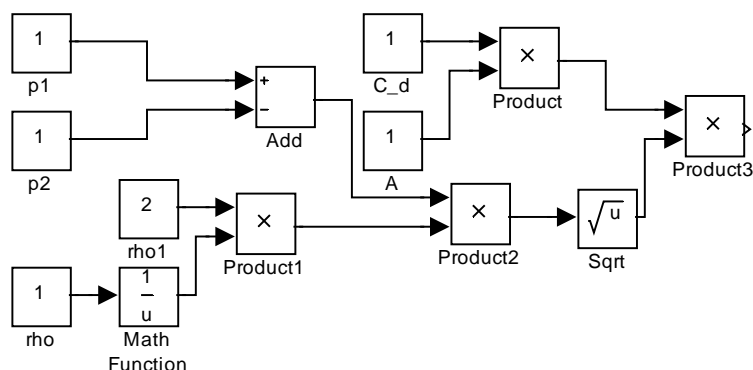 1
p1
1
p2
+
−
Add
1
C_d
1
A
×
Product
×
Product3
2
rho1
×
Product1
×
Product2
√u
Sqrt
1
rho
1
u
Math
Function